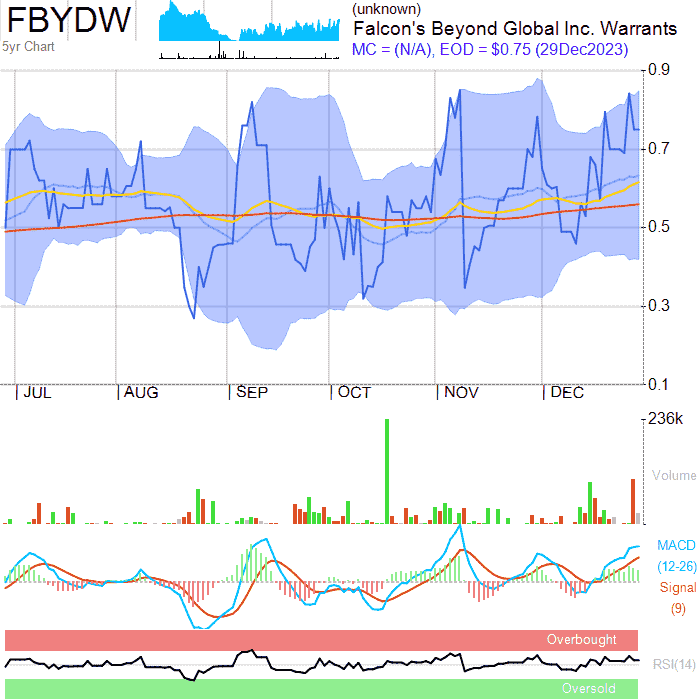 FBYDW
5yr Chart
(unknown)
Falcon's Beyond Global Inc. Warrants
MC = (N/A), EOD = $0.75 (29Dec2023)
0.9
0.7
0.5
0.3
0.1
JUL AUG SEP OCT NOV DEC
236k
Volume
MACD
(12-26)
Signal
(9)
Overbought
RSI(14)
Oversold